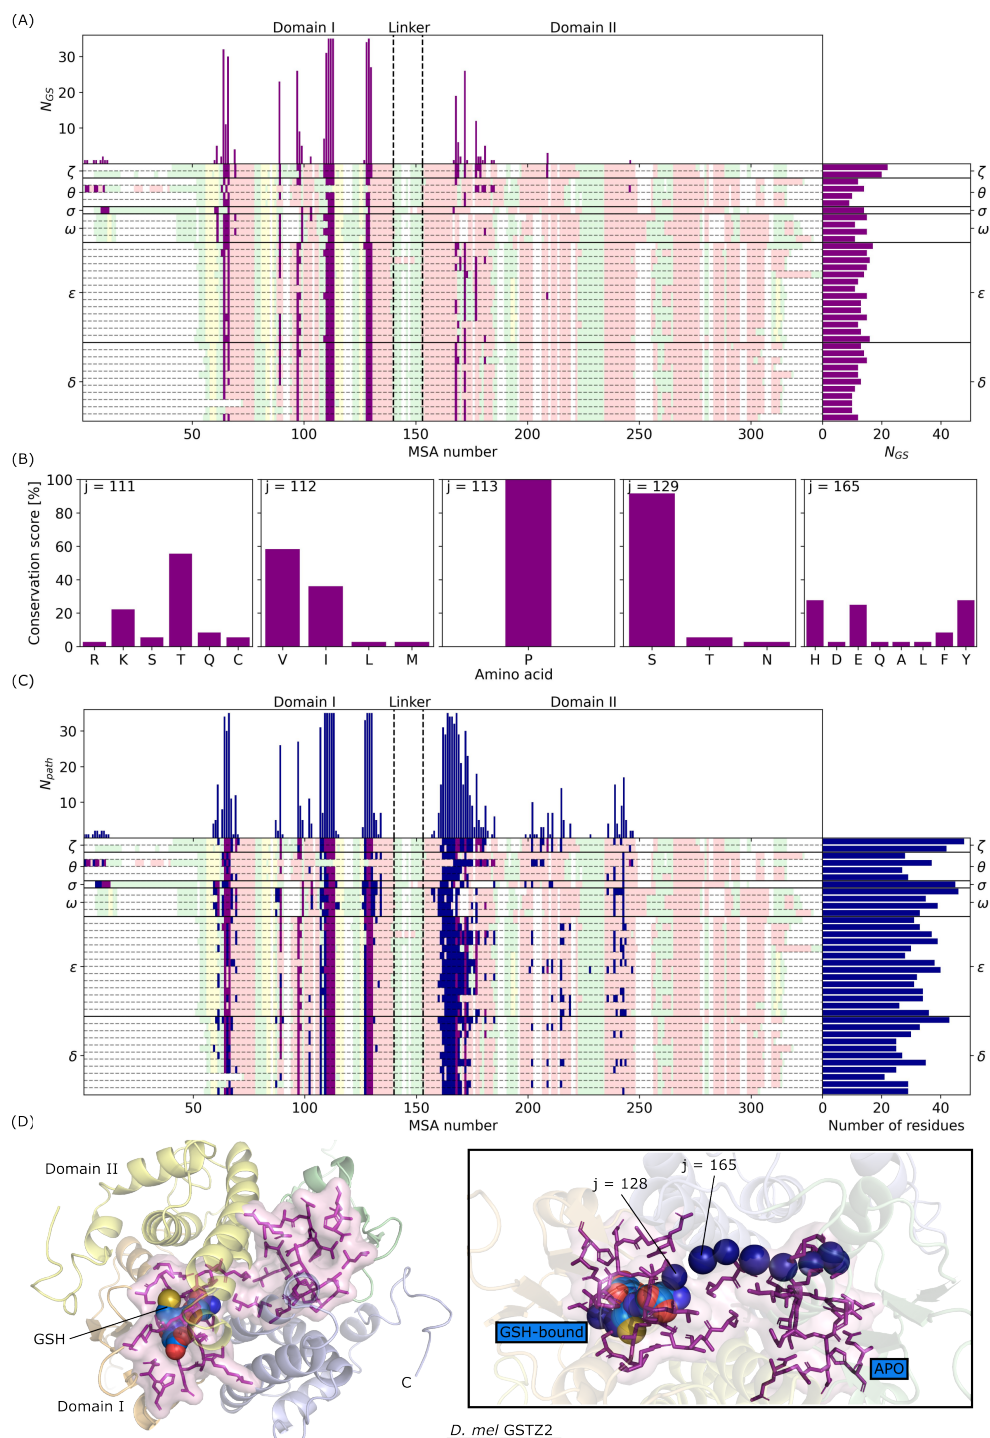 (A)
Domain I Linker Domain II
N_GS
30
20
10
ζ ζ
θ θ
σ σ
ω ω
ε ε
δ δ
50 100 150 200 250 300 0 20 40
MSA number N_GS
(B)
Conservation score [%]
100
80
60
40
20
0
j = 111 j = 112 j = 113 j = 129 j = 165
R K S T Q C V I L M P S T N H D E Q A L F Y
Amino acid
(C)
Domain I Linker Domain II
N_path
30
20
10
ζ ζ
θ θ
σ σ
ω ω
ε ε
δ δ
50 100 150 200 250 300 0 20 40
MSA number Number of residues
(D)
Domain II
GSH
Domain I
C
j = 165
j = 128
GSH-bound
APO
D. mel GSTZ2